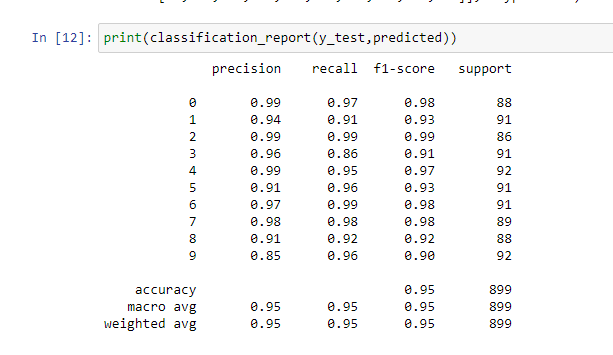 In [12]: print(classification_report(y_test,predicted))
precision recall f1-score support
0 0.99 0.97 0.98 88
1 0.94 0.91 0.93 91
2 0.99 0.99 0.99 86
3 0.96 0.86 0.91 91
4 0.99 0.95 0.97 92
5 0.91 0.96 0.93 91
6 0.97 0.99 0.98 91
7 0.98 0.98 0.98 89
8 0.91 0.92 0.92 88
9 0.85 0.96 0.90 92
accuracy 0.95 899
macro avg 0.95 0.95 0.95 899
weighted avg 0.95 0.95 0.95 899